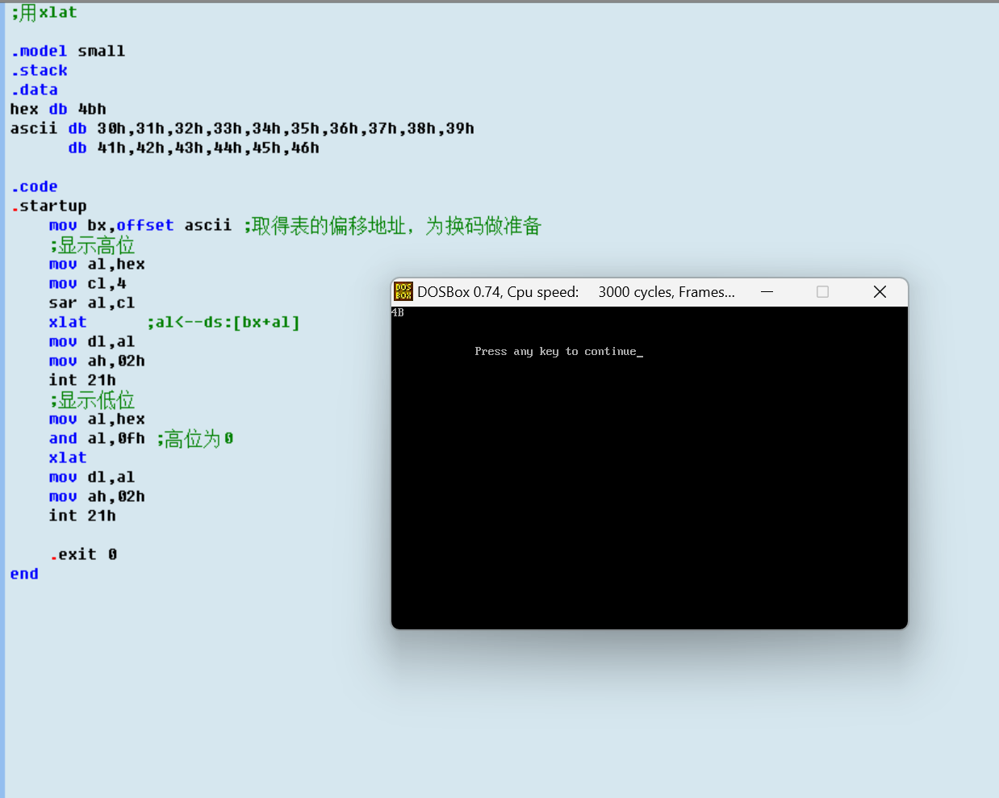 ;用xlat
.model small
.stack
.data
hex db 4bh
ascii db 30h,31h,32h,33h,34h,35h,36h,37h,38h,39h
db 41h,42h,43h,44h,45h,46h
.code
.startup
mov bx,offset ascii ;取得表的偏移地址，为换码做准备
;显示高位
mov al,hex
mov cl,4
sar al,cl
xlat ;al<--ds:[bx+al]
mov dl,al
mov ah,02h
int 21h
;显示低位
mov al,hex
and al,0fh ;高位为0
xlat
mov dl,al
mov ah,02h
int 21h
.exit 0
end
DOSBox 0.74, Cpu speed: 3000 cycles, Frames...
4B
Press any key to continue_